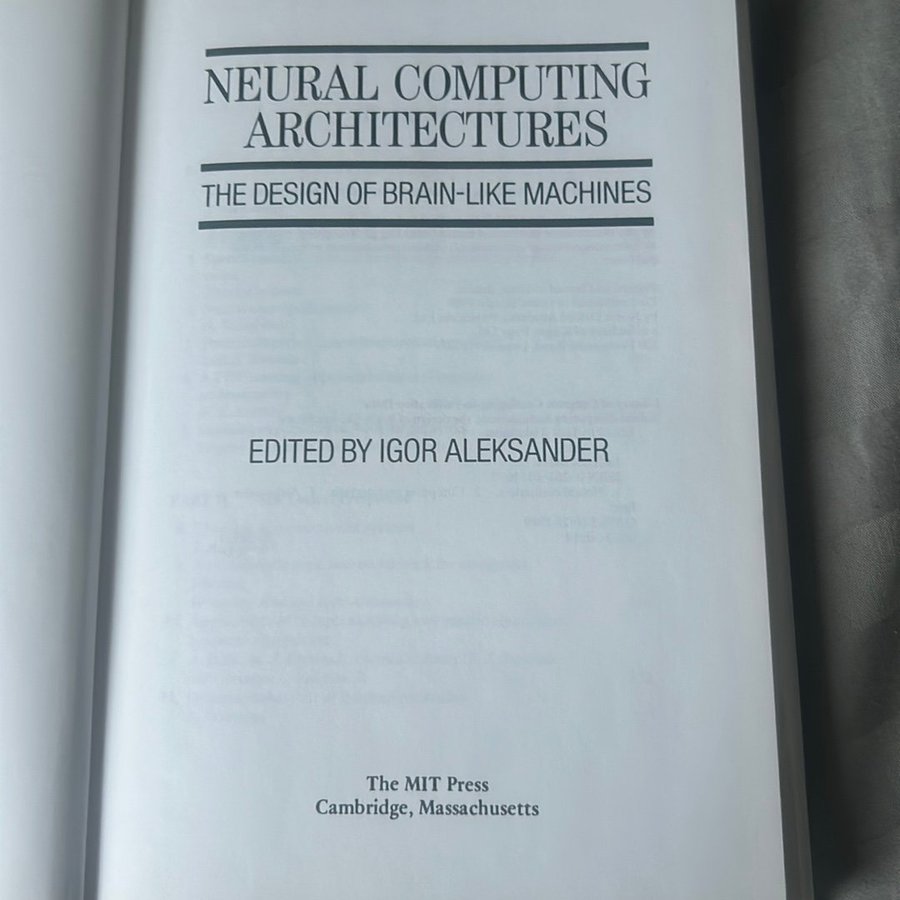 NEURAL COMPUTING
ARCHITECTURES
THE DESIGN OF BRAIN-LIKE MACHINES
EDITED BY IGOR ALEKSANDER
The MIT Press
Cambridge, Massachusetts